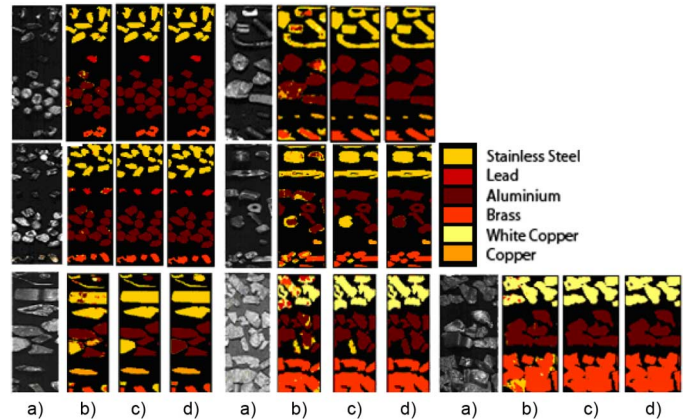 Stainless Steel
Lead
Aluminium
Brass
White Copper
Copper
a) b) c) d) a) b) c) d) a) b) c) d)